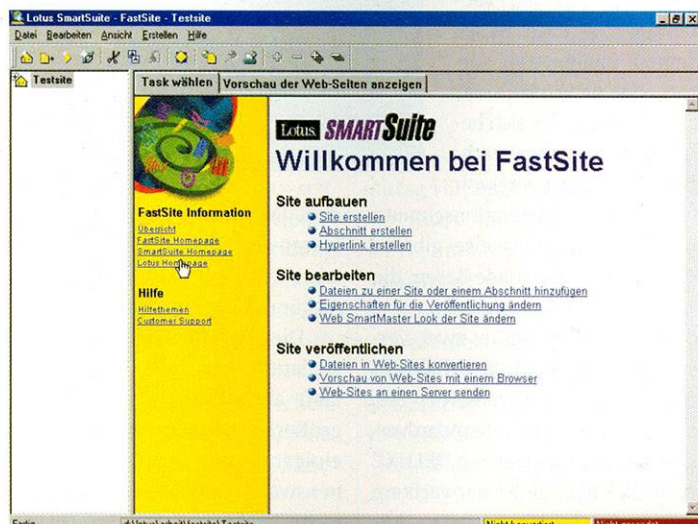 Lotus SmartSuite - FastSite - Testsite
Datei Bearbeiten Ansicht Erstellen Hilfe
Testsite
Task wählen Vorschau der Web-Seiten anzeigen
Lotus SMARTSuite
Willkommen bei FastSite
FastSite Information
Übersicht
FastSite Homepage
SmartSuite Homepage
Lotus Homepage
Hilfe
Hilfethemen
Customer Support
Site aufbauen
Site erstellen
Abschnitt erstellen
Hyperlink erstellen
Site bearbeiten
Dateien zu einer Site oder einem Abschnitt hinzufügen
Eigenschaften für die Veröffentlichung ändern
Web SmartMaster Look der Site ändern
Site veröffentlichen
Dateien in Web-Sites konvertieren
Vorschau von Web-Sites mit einem Browser
Web-Sites an einen Server senden